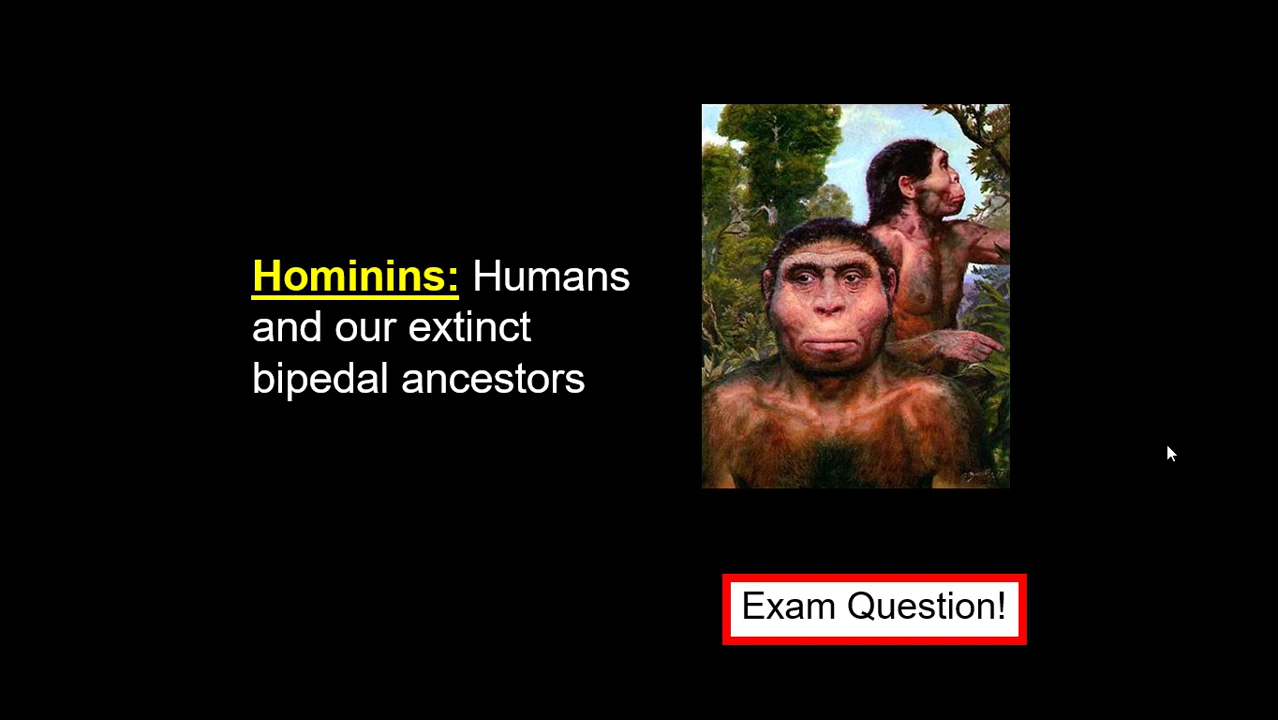 Hominins: Humans
and our extinct
bipedal ancestors
Exam Question!